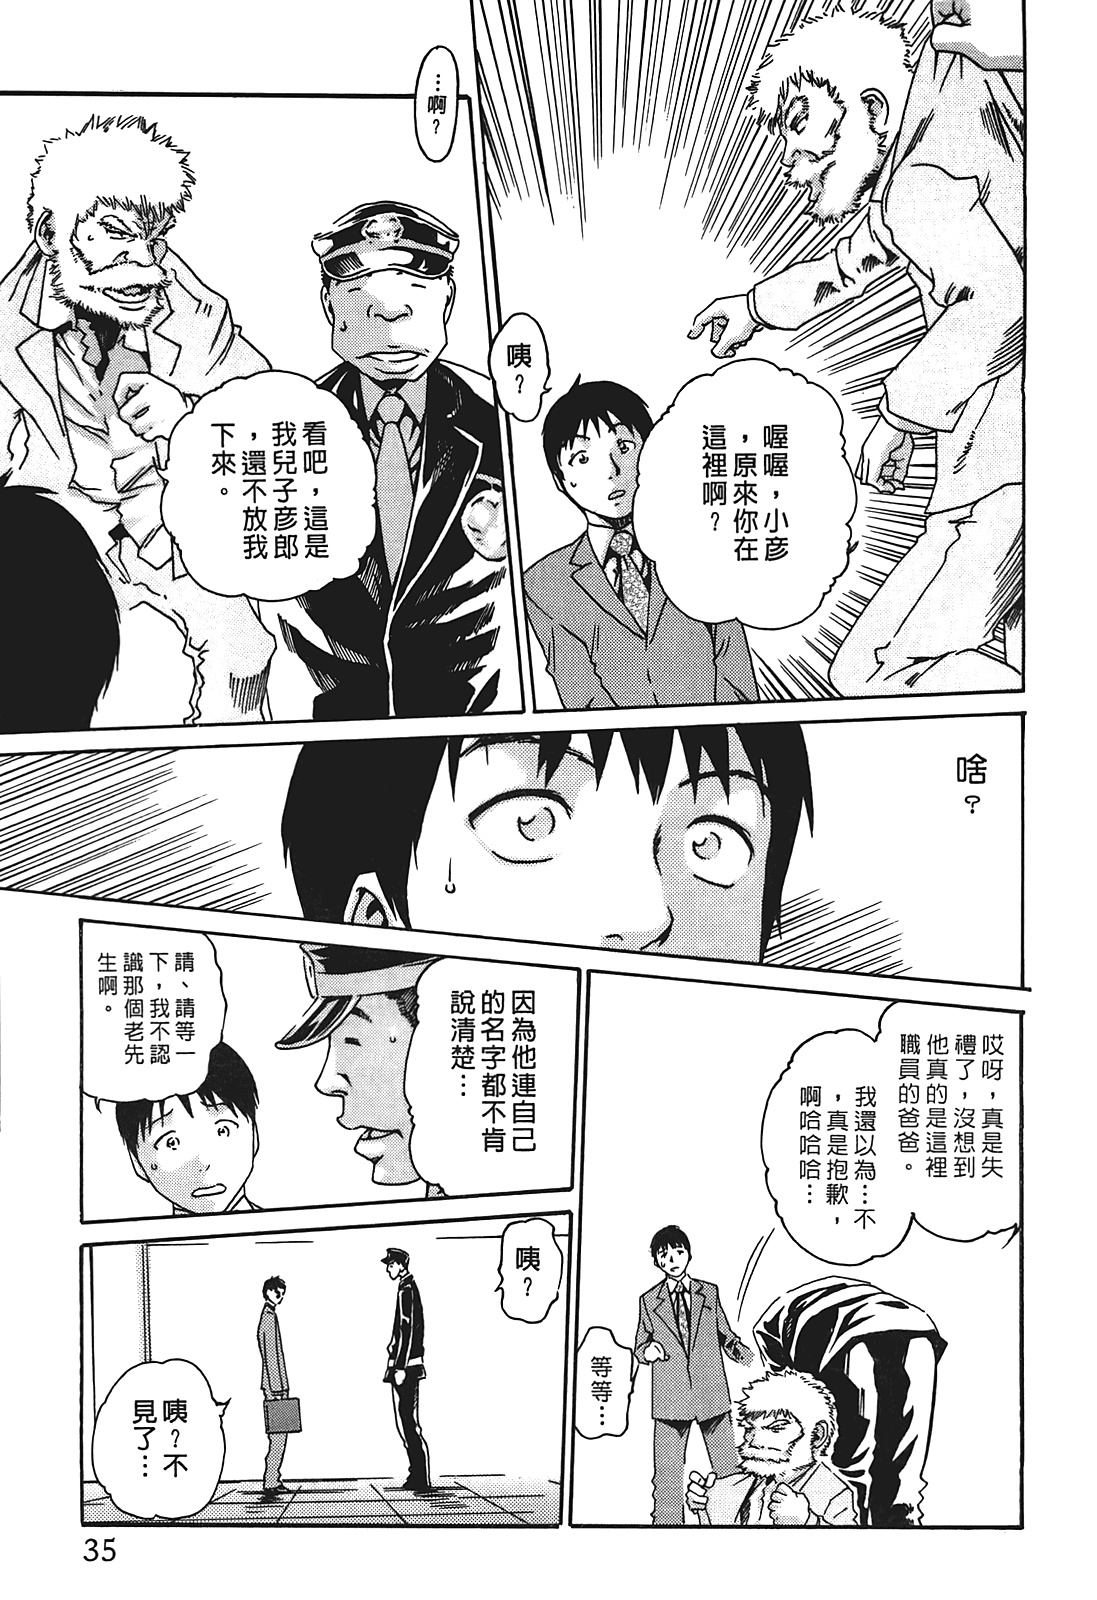 喔喔，小彥
，原來你在
這裡啊？
咦？
…啊？
看吧，這是
我兒子彥郎
，還不放我
下來。
啥？
哎呀，真是失
禮了，沒想到
他真的是這裡
職員的爸爸。
我還以為…不
，真是抱歉，
啊哈哈哈…
等等…
因為他連自己
的名字都不肯
說清楚…
請、請等一
下，我不認
識那個老先
生啊。
咦？
咦？不
見了…
35